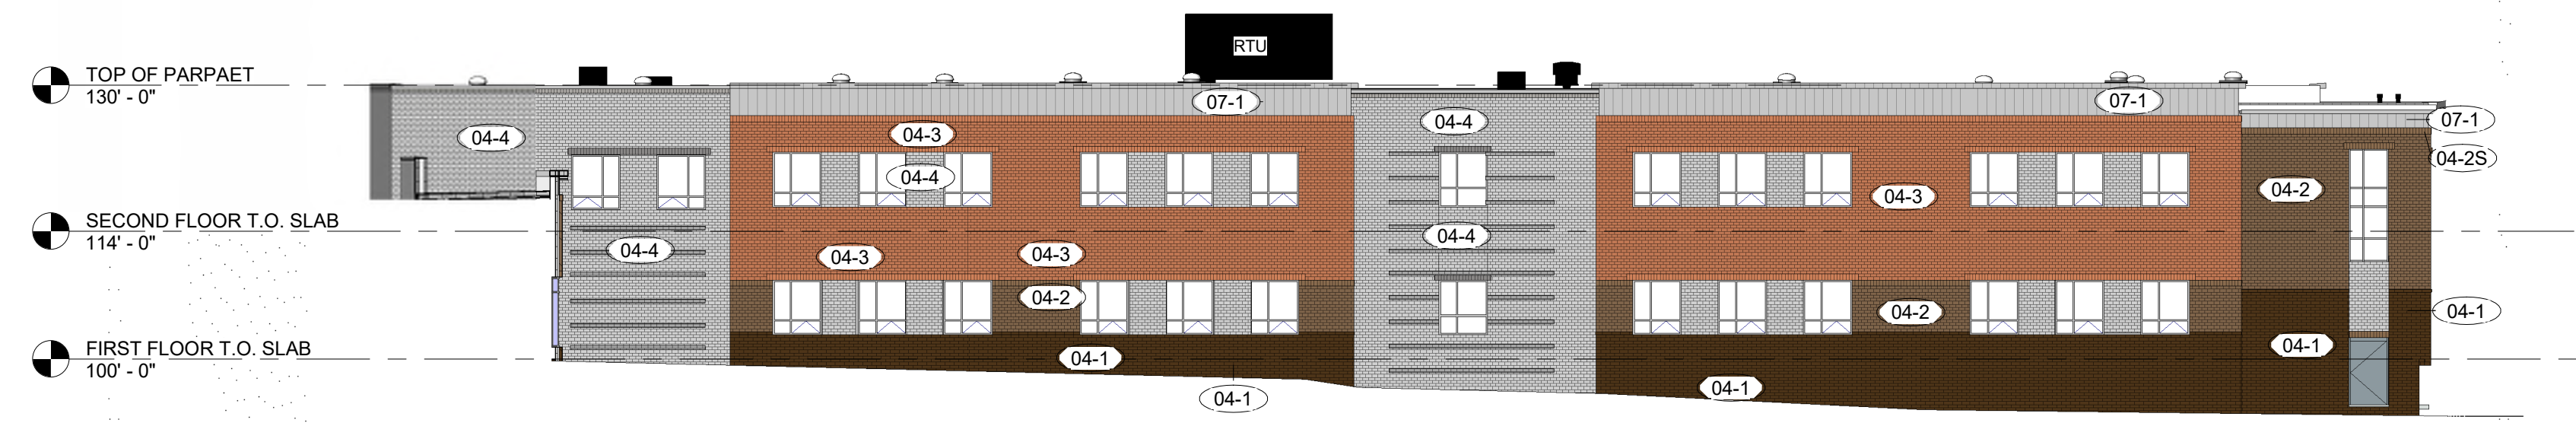 RTU
TOP OF PARPAET
130' - 0"
07-1
07-1
07-1
04-3
04-4
04-4
04-2S
04-4
04-2
04-3
SECOND FLOOR T.O. SLAB
114' - 0"
04-4
04-4
04-3
04-3
04-2
04-2
04-1
FIRST FLOOR T.O. SLAB
100' - 0"
04-1
04-1
04-1
04-1